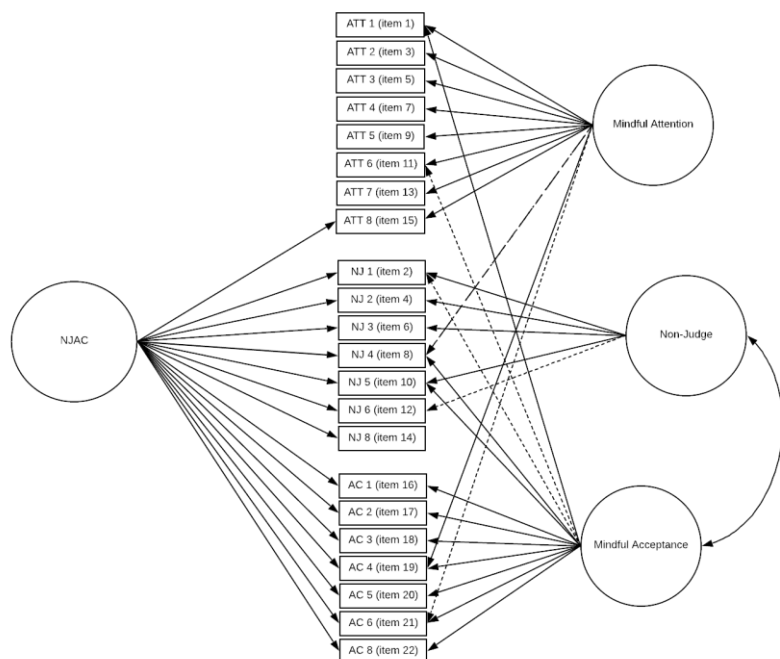 ATT 1 (item 1)
ATT 2 (item 3)
ATT 3 (item 5)
ATT 4 (item 7)
ATT 5 (item 9)
ATT 6 (item 11)
ATT 7 (item 13)
ATT 8 (item 15)
Mindful Attention
NJ 1 (item 2)
NJ 2 (item 4)
NJ 3 (item 6)
NJ 4 (item 8)
NJ 5 (item 10)
NJ 6 (item 12)
NJ 8 (item 14)
NJAC
Non-Judge
AC 1 (item 16)
AC 2 (item 17)
AC 3 (item 18)
AC 4 (item 19)
AC 5 (item 20)
AC 6 (item 21)
AC 8 (item 22)
Mindful Acceptance